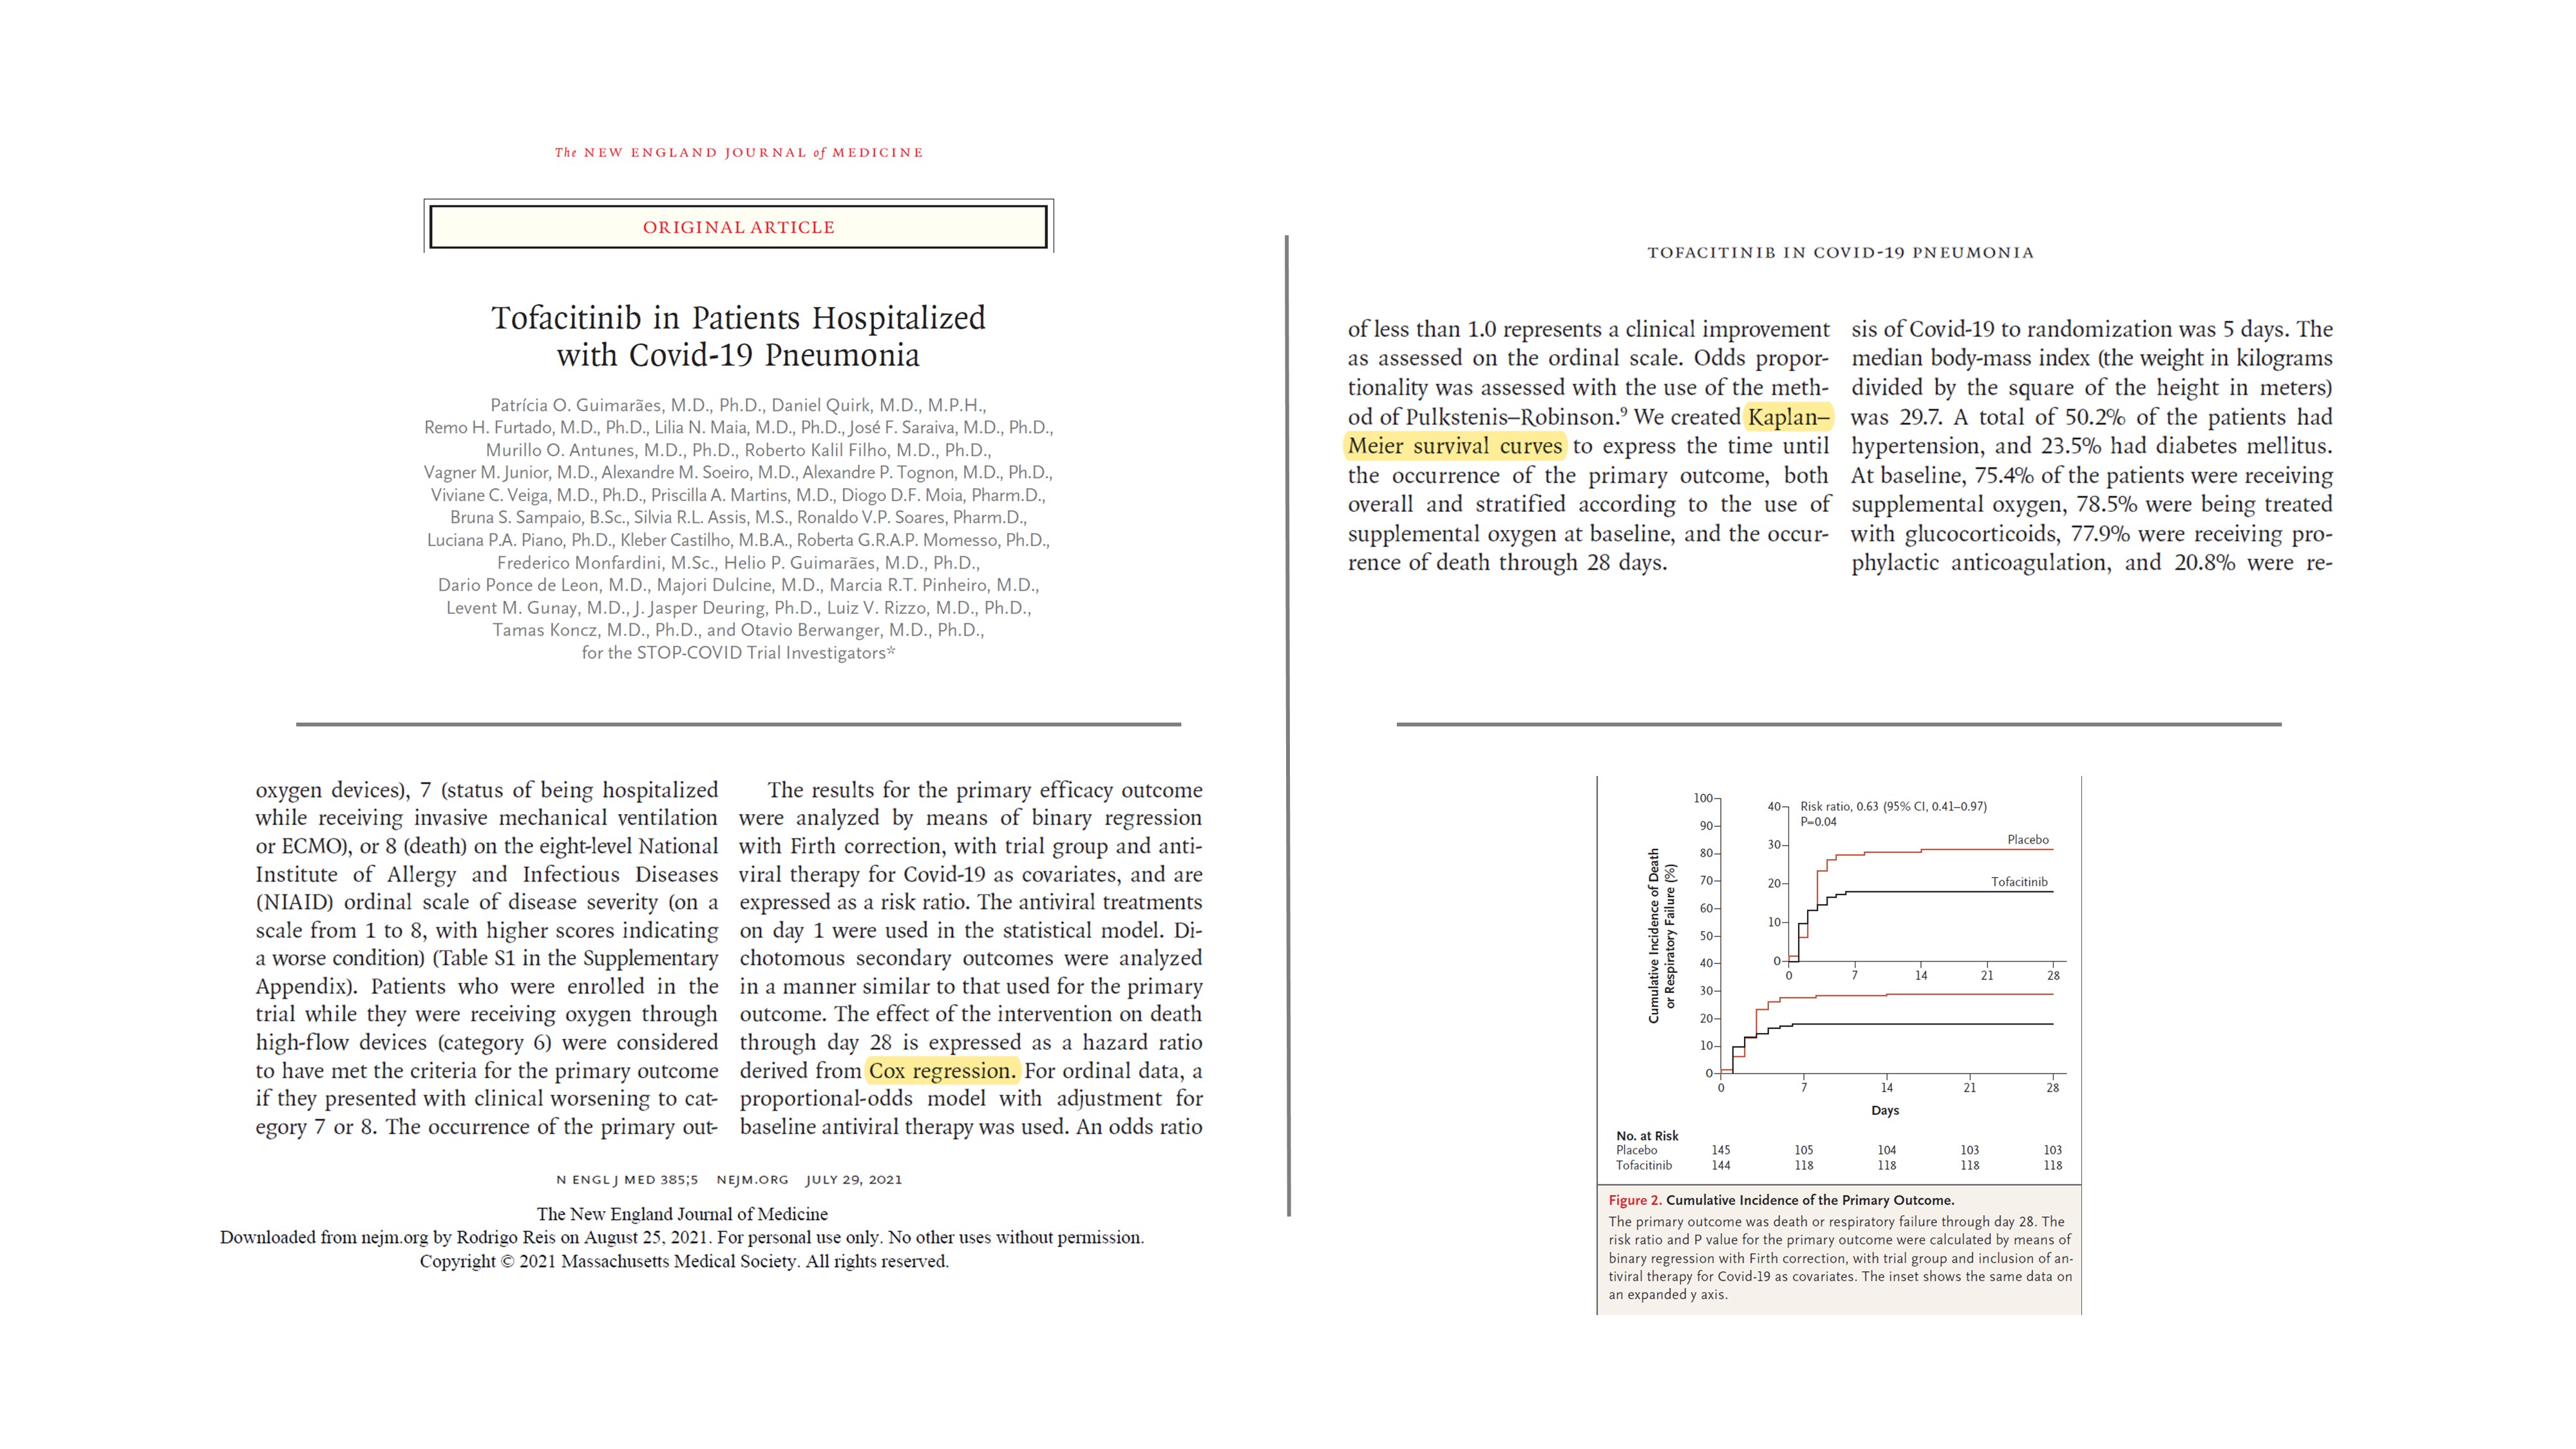 The NEW ENGLAND JOURNAL of MEDICINE
ORIGINAL ARTICLE
Tofacitinib in Patients Hospitalized
with Covid-19 Pneumonia
Patrícia O. Guimarães, M.D., Ph.D., Daniel Quirk, M.D., M.P.H.,
Remo H. Furtado, M.D., Ph.D., Lilia N. Maia, M.D., Ph.D., José F. Saraiva, M.D., Ph.D.,
Murillo O. Antunes, M.D., Ph.D., Roberto Kalil Filho, M.D., Ph.D.,
Vagner M. Junior, M.D., Alexandre M. Soeiro, M.D., Alexandre P. Tognon, M.D., Ph.D.,
Viviane C. Veiga, M.D., Ph.D., Priscilla A. Martins, M.D., Diogo D.F. Moia, Pharm.D.,
Bruna S. Sampaio, B.Sc., Silvia R.L. Assis, M.S., Ronaldo V.P. Soares, Pharm.D.,
Luciana P.A. Piano, Ph.D., Kleber Castilho, M.B.A., Roberta G.R.A.P. Momesso, Ph.D.,
Frederico Monfardini, M.Sc., Helio P. Guimarães, M.D., Ph.D.,
Dario Ponce de Leon, M.D., Majori Dulcine, M.D., Marcia R.T. Pinheiro, M.D.,
Levent M. Gunay, M.D., J. Jasper Deuring, Ph.D., Luiz V. Rizzo, M.D., Ph.D.,
Tamas Koncz, M.D., Ph.D., and Otavio Berwanger, M.D., Ph.D.,
for the STOP-COVID Trial Investigators*
oxygen devices), 7 (status of being hospitalized
while receiving invasive mechanical ventilation
or ECMO), or 8 (death) on the eight-level National
Institute of Allergy and Infectious Diseases
(NIAID) ordinal scale of disease severity (on a
scale from 1 to 8, with higher scores indicating
a worse condition) (Table S1 in the Supplementary
Appendix). Patients who were enrolled in the
trial while they were receiving oxygen through
high-flow devices (category 6) were considered
to have met the criteria for the primary outcome
if they presented with clinical worsening to cat-
egory 7 or 8. The occurrence of the primary out-
The results for the primary efficacy outcome
were analyzed by means of binary regression
with Firth correction, with trial group and anti-
viral therapy for Covid-19 as covariates, and are
expressed as a risk ratio. The antiviral treatments
on day 1 were used in the statistical model. Di-
chotomous secondary outcomes were analyzed
in a manner similar to that used for the primary
outcome. The effect of the intervention on death
through day 28 is expressed as a hazard ratio
derived from Cox regression. For ordinal data, a
proportional-odds model with adjustment for
baseline antiviral therapy was used. An odds ratio
N ENGL J MED 385;5 NEJM.ORG JULY 29, 2021
The New England Journal of Medicine
Downloaded from nejm.org by Rodrigo Reis on August 25, 2021. For personal use only. No other uses without permission.
Copyright © 2021 Massachusetts Medical Society. All rights reserved.
TOFACITINIB IN COVID-19 PNEUMONIA
of less than 1.0 represents a clinical improvement
as assessed on the ordinal scale. Odds propor-
tionality was assessed with the use of the meth-
od of Pulkstenis–Robinson.⁹ We created Kaplan–
Meier survival curves to express the time until
the occurrence of the primary outcome, both
overall and stratified according to the use of
supplemental oxygen at baseline, and the occur-
rence of death through 28 days.
sis of Covid-19 to randomization was 5 days. The
median body-mass index (the weight in kilograms
divided by the square of the height in meters)
was 29.7. A total of 50.2% of the patients had
hypertension, and 23.5% had diabetes mellitus.
At baseline, 75.4% of the patients were receiving
supplemental oxygen, 78.5% were being treated
with glucocorticoids, 77.9% were receiving pro-
phylactic anticoagulation, and 20.8% were re-
Cumulative Incidence of Death
or Respiratory Failure (%)
100
90
80
70
60
50
40
30
20
10
0
40
30
20
10
0
Risk ratio, 0.63 (95% CI, 0.41–0.97)
P=0.04
Placebo
Tofacitinib
0 7 14 21 28
0 7 14 21 28
Days
No. at Risk
Placebo 145 105 104 103 103
Tofacitinib 144 118 118 118 118
Figure 2. Cumulative Incidence of the Primary Outcome.
The primary outcome was death or respiratory failure through day 28. The
risk ratio and P value for the primary outcome were calculated by means of
binary regression with Firth correction, with trial group and inclusion of an-
tiviral therapy for Covid-19 as covariates. The inset shows the same data on
an expanded y axis.